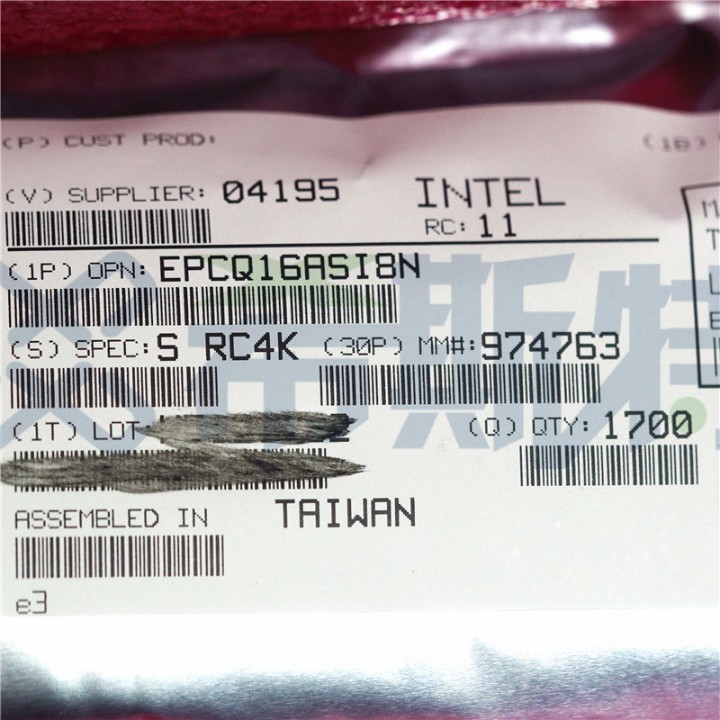 (P) CUST PROD:
(1B)
(V) SUPPLIER: 04195 INTEL
RC: 11
(1P) OPN: EPCQ16ASI8N
(S) SPEC: S RC4K (30P) MM#: 974763
(1T) LOT
(Q) QTY: 1700
ASSEMBLED IN TAIWAN
e3